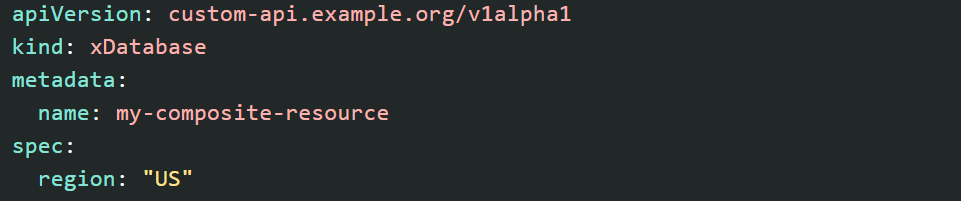 apiVersion: custom-api.example.org/v1alpha1
kind: xDatabase
metadata:
  name: my-composite-resource
spec:
  region: "US"